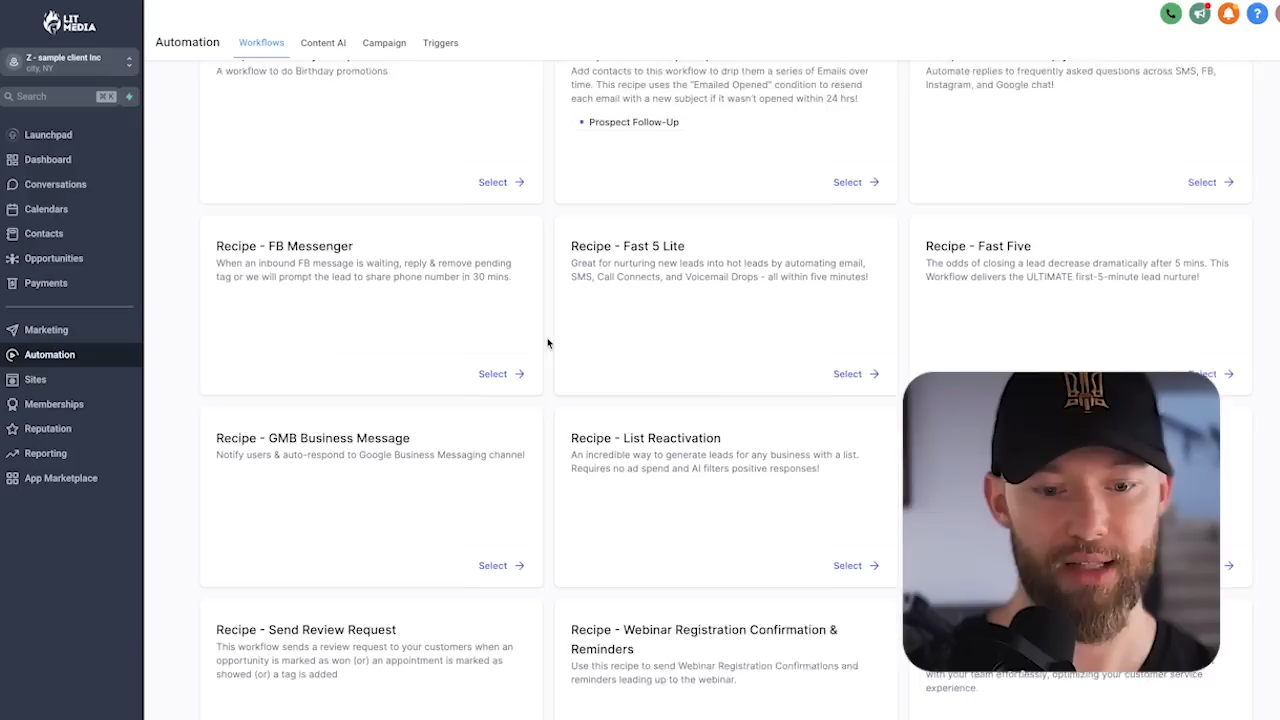 LIT
MEDIA
Z - sample client Inc
city, NY
Search
⌘K
Launchpad
Dashboard
Conversations
Calendars
Contacts
Opportunities
Payments
Marketing
Automation
Sites
Memberships
Reputation
Reporting
App Marketplace
Automation
Workflows
Content AI
Campaign
Triggers
?
A workflow to do Birthday promotions
Select →
Add contacts to this workflow to drip them a series of Emails over
time. This recipe uses the "Emailed Opened" condition to resend
each email with a new subject if it wasn't opened within 24 hrs!
• Prospect Follow-Up
Select →
Automate replies to frequently asked questions across SMS, FB,
Instagram, and Google chat!
Select →
Recipe - FB Messenger
When an inbound FB message is waiting, reply & remove pending
tag or we will prompt the lead to share phone number in 30 mins.
Select →
Recipe - Fast 5 Lite
Great for nurturing new leads into hot leads by automating email,
SMS, Call Connects, and Voicemail Drops - all within five minutes!
Select →
Recipe - Fast Five
The odds of closing a lead decrease dramatically after 5 mins. This
Workflow delivers the ULTIMATE first-5-minute lead nurture!
Select →
Recipe - GMB Business Message
Notify users & auto-respond to Google Business Messaging channel
Select →
Recipe - List Reactivation
An incredible way to generate leads for any business with a list.
Requires no ad spend and AI filters positive responses!
Select →
→
Recipe - Send Review Request
This workflow sends a review request to your customers when an
opportunity is marked as won (or) an appointment is marked as
showed (or) a tag is added
Recipe - Webinar Registration Confirmation &
Reminders
Use this recipe to send Webinar Registration Confirmations and
reminders leading up to the webinar.
with your team effortlessly, optimizing your customer service
experience.